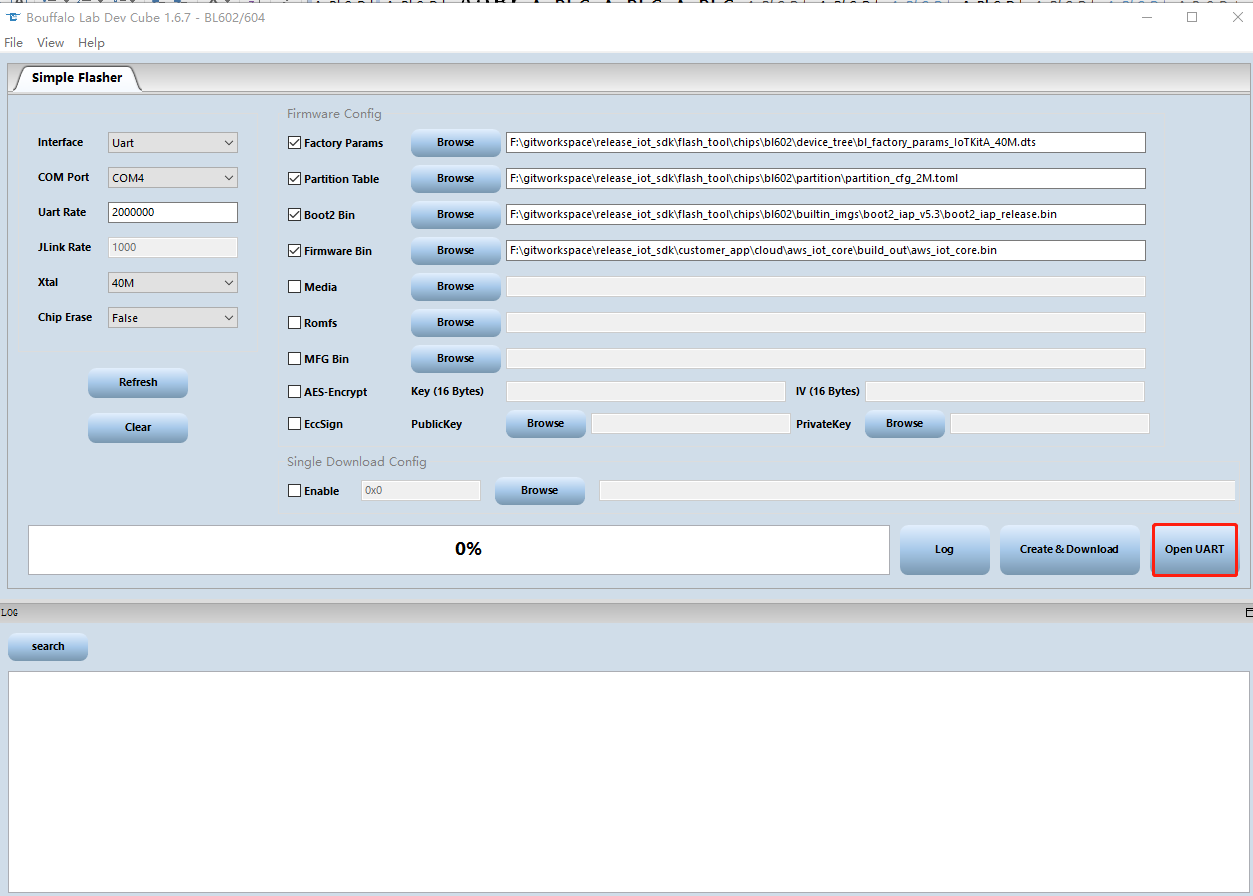 Bouffalo Lab Dev Cube 1.6.7 - BL602/604
File View Help
Simple Flasher
Firmware Config
Interface Uart
Factory Params Browse F:\gitworkspace\release_iot_sdk\flash_tool\chips\bl602\device_tree\bl_factory_params_IoTKitA_40M.dts
COM Port COM4
Partition Table Browse F:\gitworkspace\release_iot_sdk\flash_tool\chips\bl602\partition\partition_cfg_2M.toml
Uart Rate 2000000
Boot2 Bin Browse F:\gitworkspace\release_iot_sdk\flash_tool\chips\bl602\builtin_imgs\boot2_iap_v5.3\boot2_iap_release.bin
JLink Rate 1000
Firmware Bin Browse F:\gitworkspace\release_iot_sdk\customer_app\cloud\aws_iot_core\build_out\aws_iot_core.bin
Xtal 40M
Media Browse
Chip Erase False
Romfs Browse
MFG Bin Browse
Refresh
AES-Encrypt Key (16 Bytes) IV (16 Bytes)
Clear
EccSign PublicKey Browse PrivateKey Browse
Single Download Config
Enable 0x0 Browse
0% Log Create & Download Open UART
LOG
search